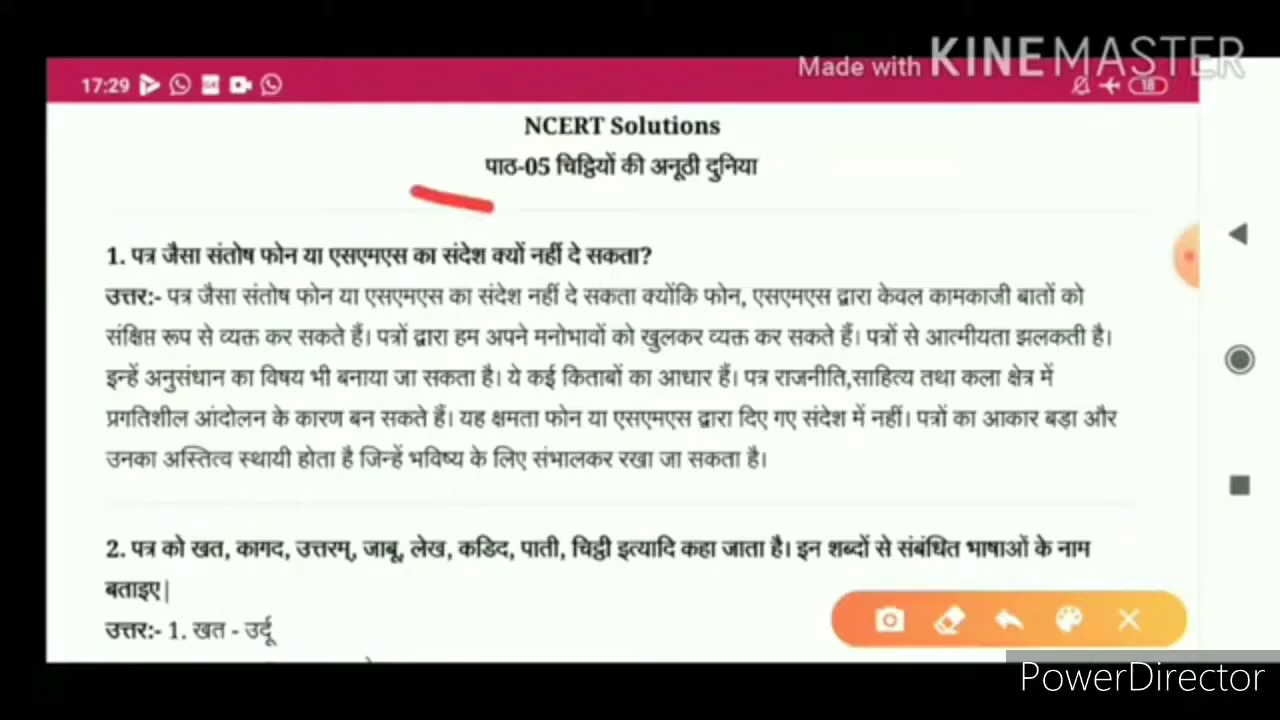 Made with KINEMASTER
17:29
18
NCERT Solutions
पाठ-05 चिट्ठियों की अनूठी दुनिया
1. पत्र जैसा संतोष फोन या एसएमएस का संदेश क्यों नहीं दे सकता?
उत्तर:- पत्र जैसा संतोष फोन या एसएमएस का संदेश नहीं दे सकता क्योंकि फोन, एसएमएस द्वारा केवल कामकाजी बातों को
संक्षिप्त रूप से व्यक्त कर सकते हैं। पत्रों द्वारा हम अपने मनोभावों को खुलकर व्यक्त कर सकते हैं। पत्रों से आत्मीयता झलकती है।
इन्हें अनुसंधान का विषय भी बनाया जा सकता है। ये कई किताबों का आधार हैं। पत्र राजनीति,साहित्य तथा कला क्षेत्र में
प्रगतिशील आंदोलन के कारण बन सकते हैं। यह क्षमता फोन या एसएमएस द्वारा दिए गए संदेश में नहीं। पत्रों का आकार बड़ा और
उनका अस्तित्व स्थायी होता है जिन्हें भविष्य के लिए संभालकर रखा जा सकता है।
2. पत्र को खत, कागद, उत्तरम्, जाबू, लेख, कडिद, पाती, चिट्ठी इत्यादि कहा जाता है। इन शब्दों से संबंधित भाषाओं के नाम
बताइए|
उत्तर:- 1. खत - उर्दू
PowerDirector